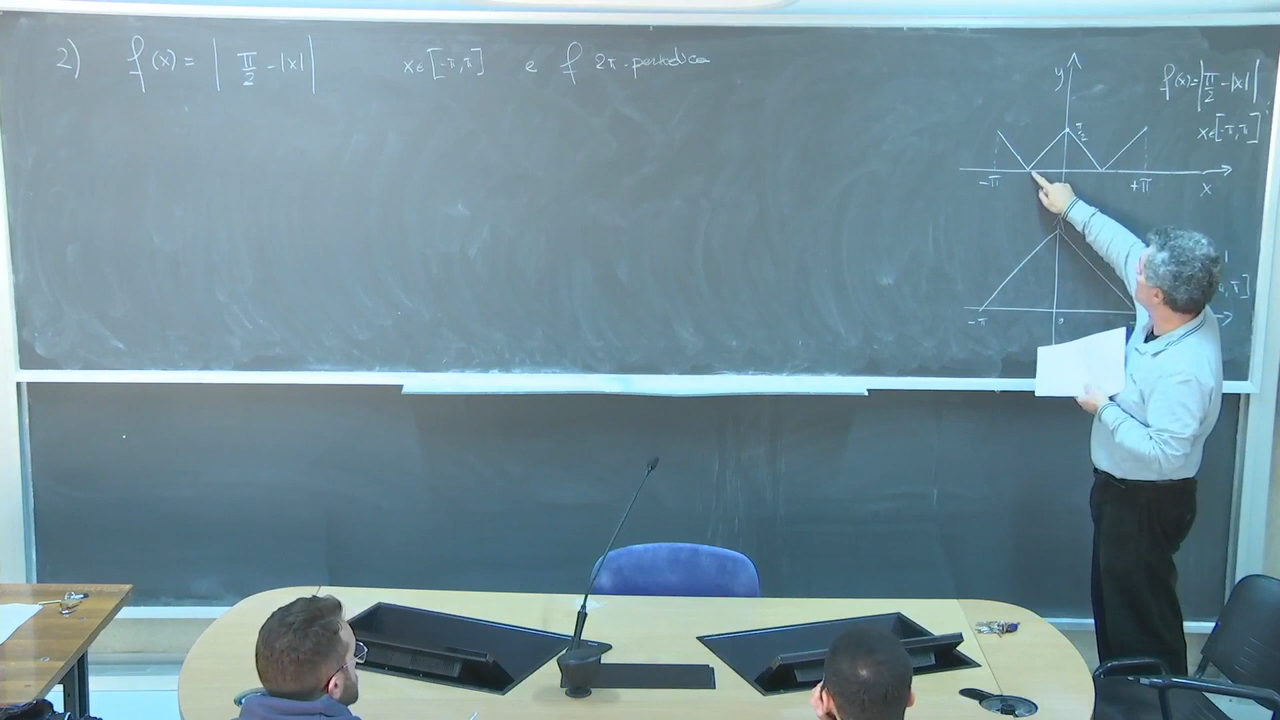 2) f(x) = | π/2 - |x| | x∈[-π,π] e f 2π-periodica
y
f(x)=|π/2 -|x||
π/2
x∈[-π,π]
-π +π x
π]
-π 0